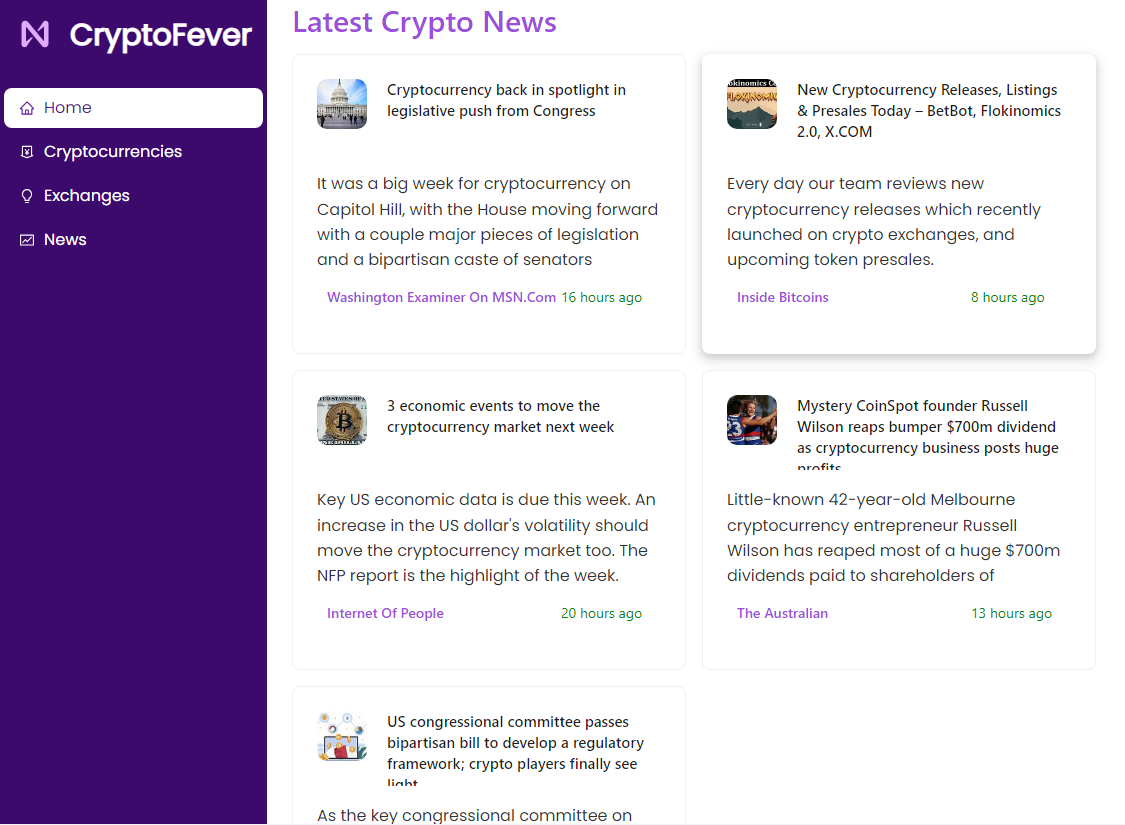 CryptoFever
Home
Cryptocurrencies
Exchanges
News
Latest Crypto News
Cryptocurrency back in spotlight in
legislative push from Congress
It was a big week for cryptocurrency on
Capitol Hill, with the House moving forward
with a couple major pieces of legislation
and a bipartisan caste of senators
Washington Examiner On MSN.Com 16 hours ago
New Cryptocurrency Releases, Listings
& Presales Today – BetBot, Flokinomics
2.0, X.COM
Every day our team reviews new
cryptocurrency releases which recently
launched on crypto exchanges, and
upcoming token presales.
Inside Bitcoins 8 hours ago
3 economic events to move the
cryptocurrency market next week
Key US economic data is due this week. An
increase in the US dollar's volatility should
move the cryptocurrency market too. The
NFP report is the highlight of the week.
Internet Of People 20 hours ago
23
Mystery CoinSpot founder Russell
Wilson reaps bumper $700m dividend
as cryptocurrency business posts huge
profits
Little-known 42-year-old Melbourne
cryptocurrency entrepreneur Russell
Wilson has reaped most of a huge $700m
dividends paid to shareholders of
The Australian 13 hours ago
US congressional committee passes
bipartisan bill to develop a regulatory
framework; crypto players finally see
light
As the key congressional committee on